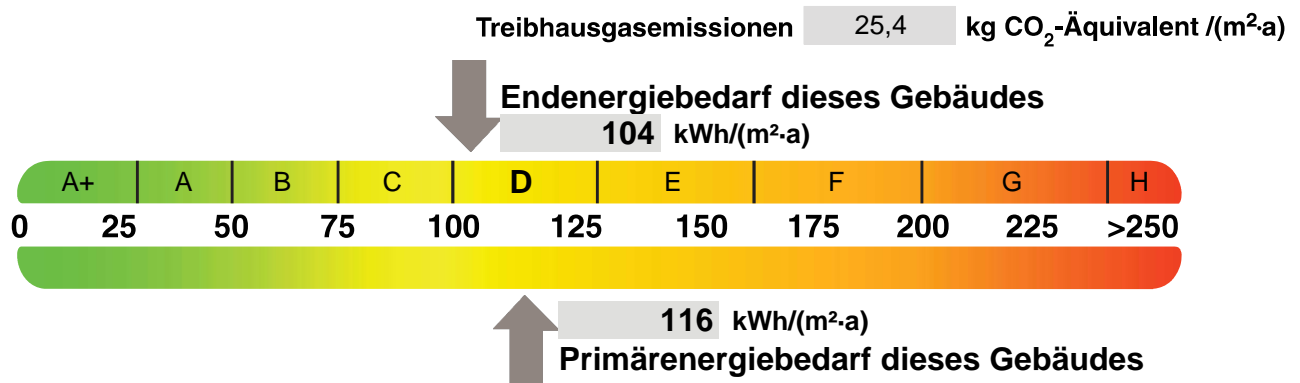 Treibhausgasemissionen 25,4 kg CO₂-Äquivalent /(m²·a)
Endenergiebedarf dieses Gebäudes
104 kWh/(m²·a)
A+ A B C D E F G H
0 25 50 75 100 125 150 175 200 225 >250
116 kWh/(m²·a)
Primärenergiebedarf dieses Gebäudes